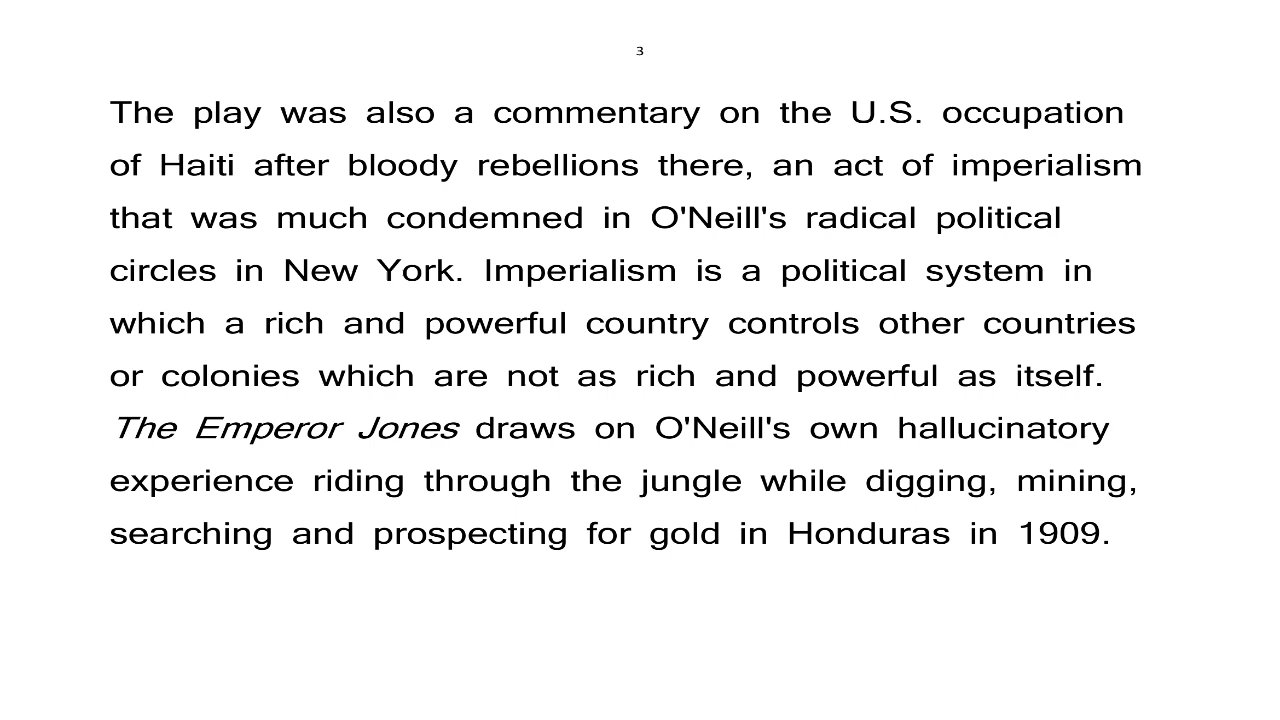 3
The play was also a commentary on the U.S. occupation
of Haiti after bloody rebellions there, an act of imperialism
that was much condemned in O'Neill's radical political
circles in New York. Imperialism is a political system in
which a rich and powerful country controls other countries
or colonies which are not as rich and powerful as itself.
The Emperor Jones draws on O'Neill's own hallucinatory
experience riding through the jungle while digging, mining,
searching and prospecting for gold in Honduras in 1909.